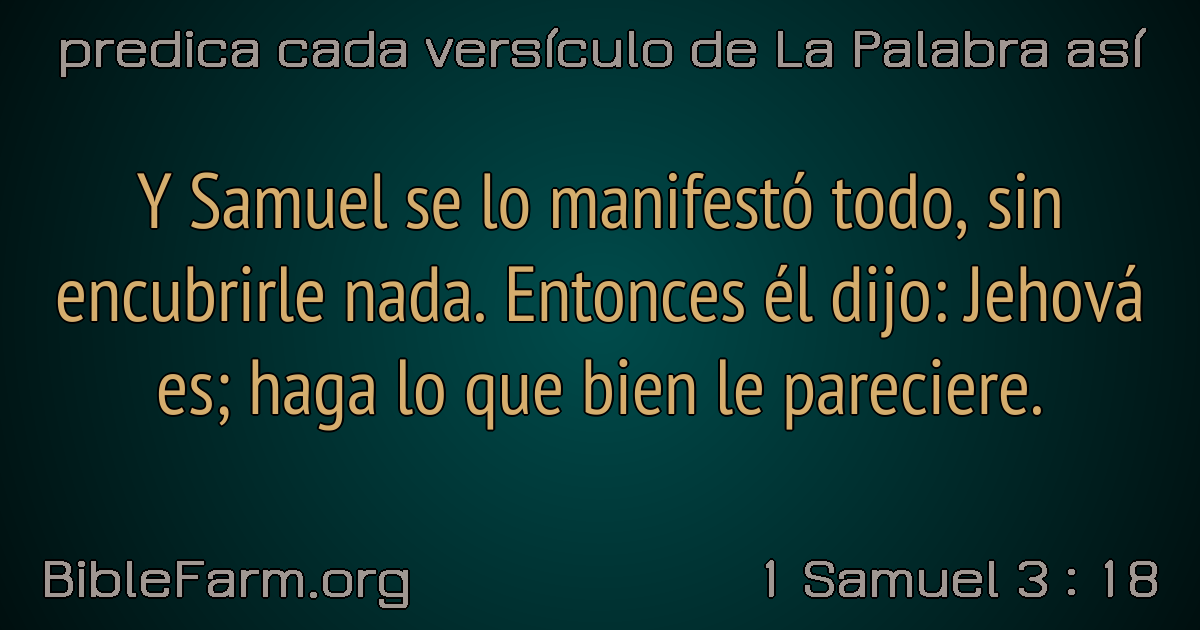 predica cada versículo de La Palabra así
Y Samuel se lo manifestó todo, sin
encubrirle nada. Entonces él dijo: Jehová
es; haga lo que bien le pareciere.
BibleFarm.org
1 Samuel 3 : 18